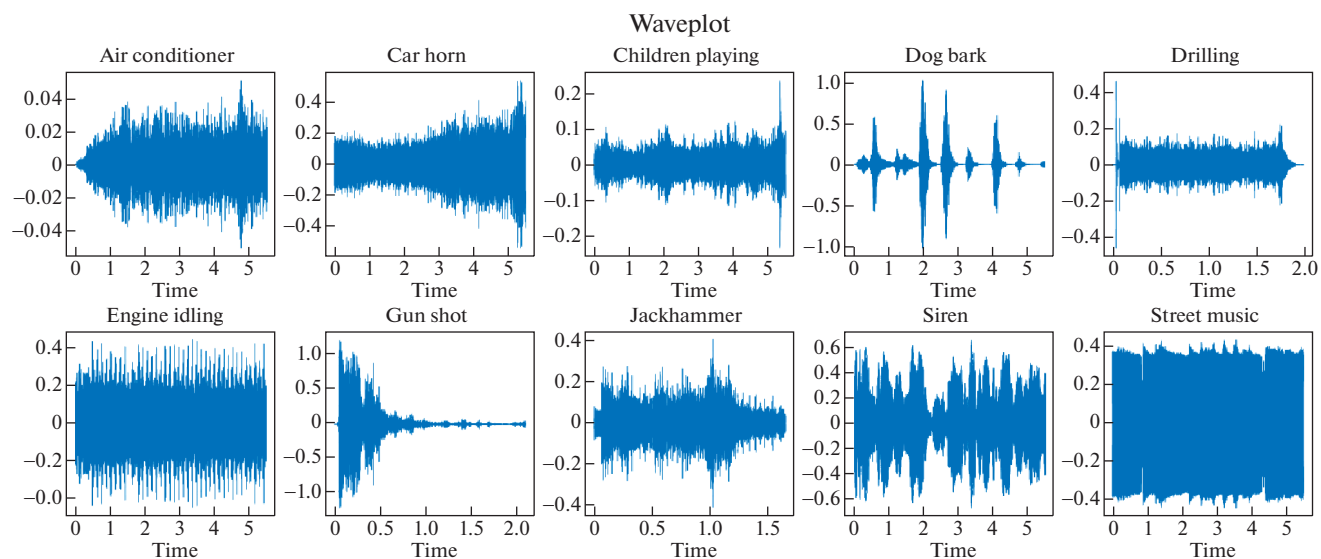 Waveplot
Air conditioner
Car horn
Children playing
Dog bark
Drilling
0.04
0.02
0
−0.02
−0.04
0 1 2 3 4 5
Time
0.4
0.2
0
−0.2
−0.4
0 1 2 3 4 5
Time
0.2
0.1
0
−0.1
−0.2
0 1 2 3 4 5
Time
1.0
0.5
0
−0.5
−1.0
0 1 2 3 4 5
Time
0.4
0.2
0
−0.2
−0.4
0 0.5 1.0 1.5 2.0
Time
Engine idling
Gun shot
Jackhammer
Siren
Street music
0.4
0.2
0
−0.2
−0.0
0 1 2 3 4 5
Time
1.0
0.5
0
−0.5
−1.0
0 0.5 1.0 1.5 2.0
Time
0.4
0.2
0
−0.2
−0.4
0 0.5 1.0 1.5
Time
0.6
0.4
0.2
0
−0.2
−0.4
−0.6
0 1 2 3 4 5
Time
0.4
0.2
0
−0.2
−0.4
0 1 2 3 4 5
Time